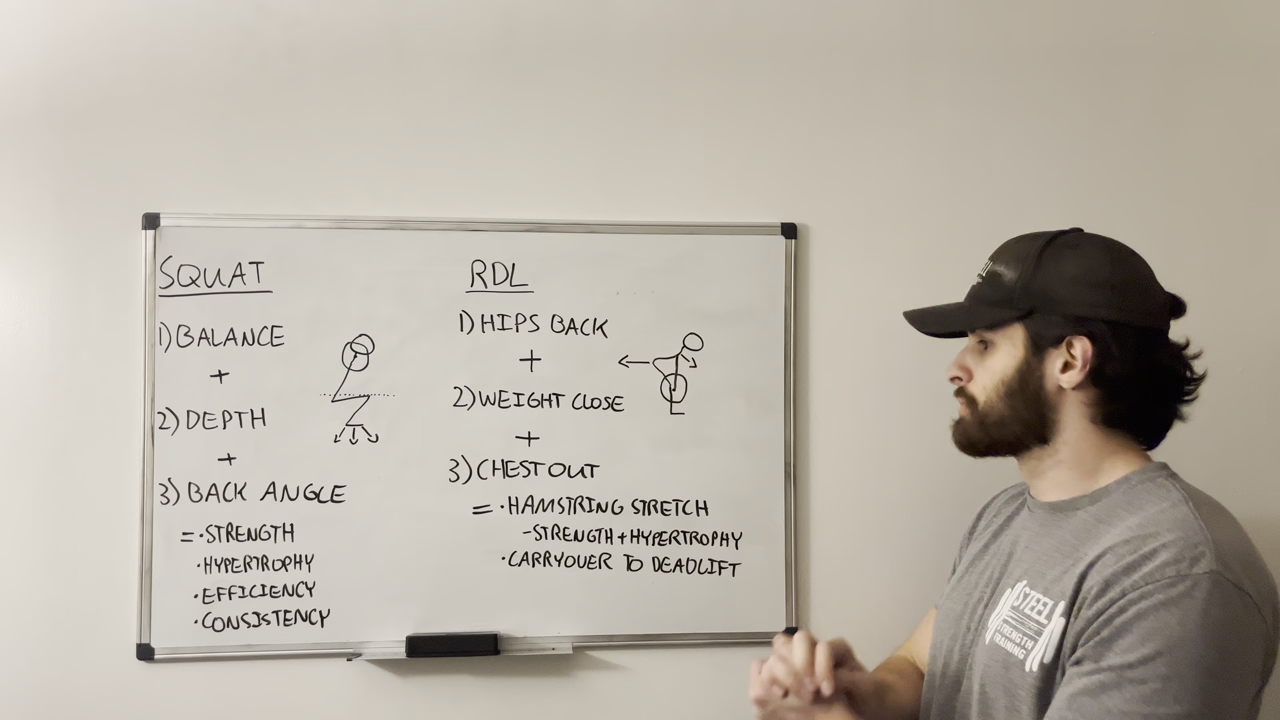 SQUAT
1) BALANCE
+
2) DEPTH
+
3) BACK ANGLE
= · STRENGTH
· HYPERTROPHY
· EFFICIENCY
· CONSISTENCY
RDL
1) HIPS BACK
+
2) WEIGHT CLOSE
+
3) CHEST OUT
= · HAMSTRING STRETCH
- STRENGTH + HYPERTROPHY
· CARRYOVER TO DEADLIFT
STEEL
STRENGTH
TRAINING